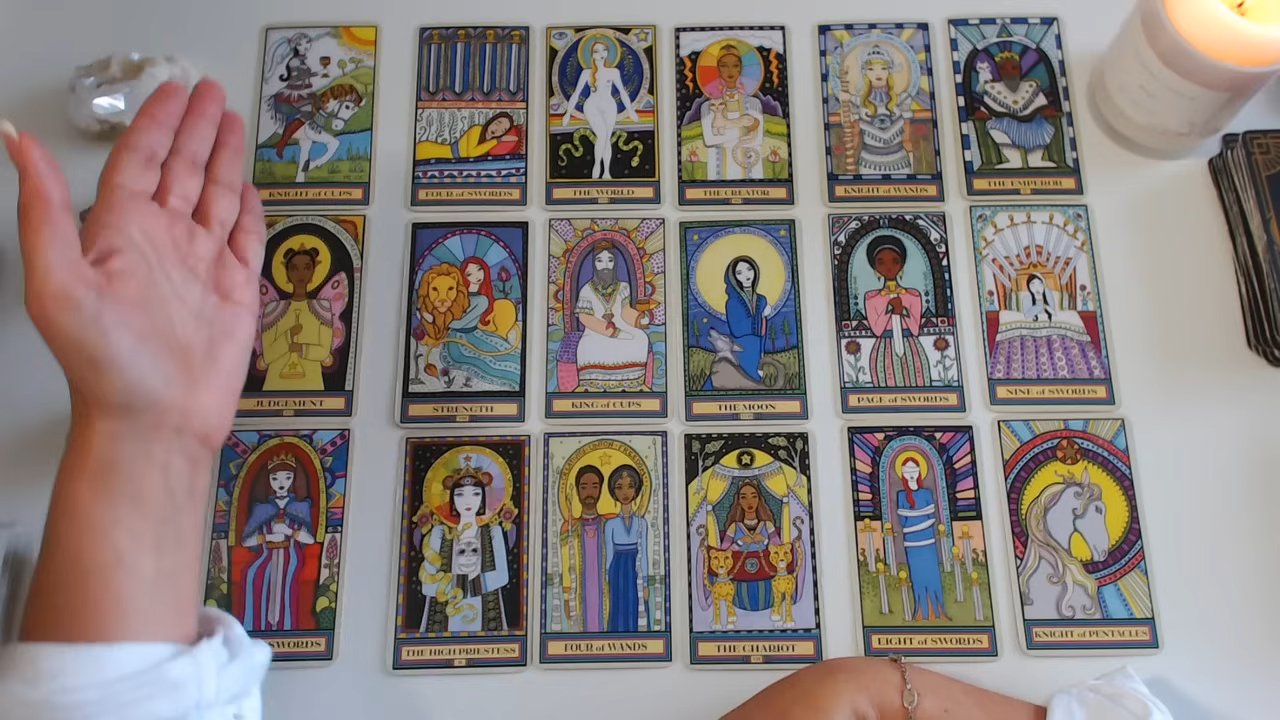 KNIGHT of CUPS
FOUR of SWORDS
THE WORLD
THE CREATOR
KNIGHT of WANDS
THE EMPEROR
JUDGEMENT
STRENGTH
KING of CUPS
THE MOON
PAGE of SWORDS
NINE of SWORDS
SWORDS
THE HIGH PRIESTESS
FOUR of WANDS
THE CHARIOT
EIGHT of SWORDS
KNIGHT of PENTACLES